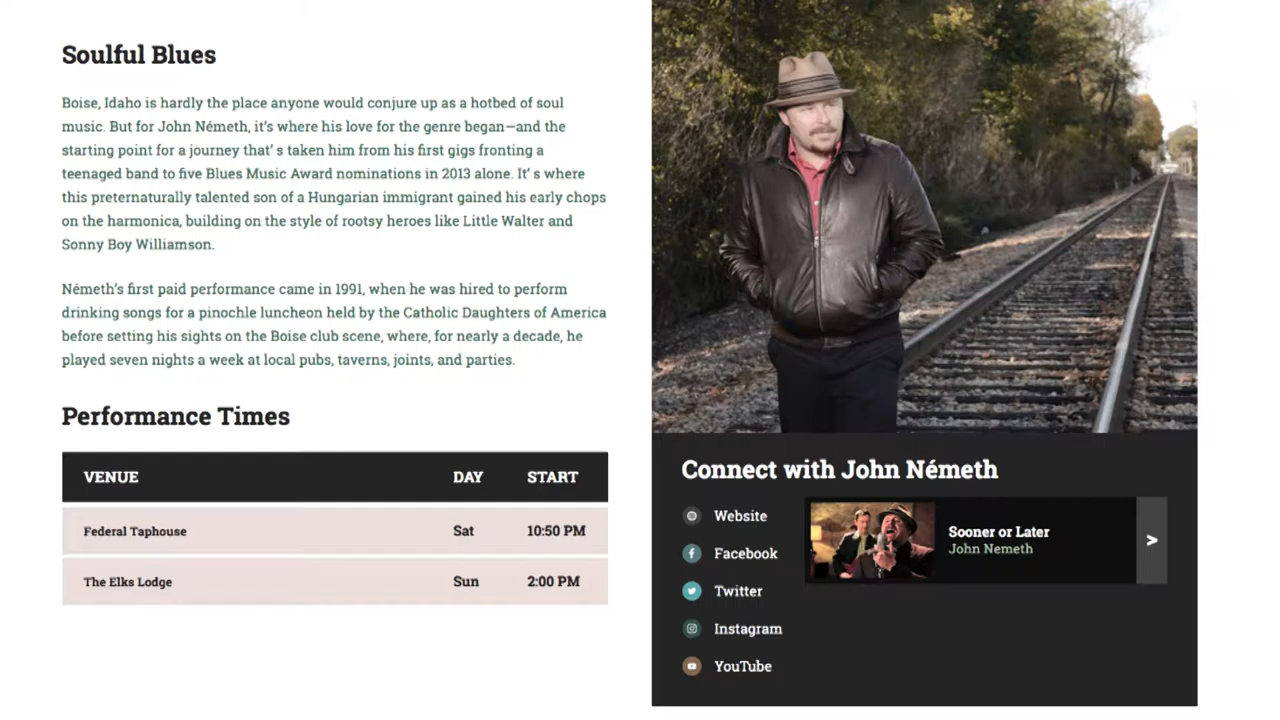 Soulful Blues
Boise, Idaho is hardly the place anyone would conjure up as a hotbed of soul
music. But for John Németh, it's where his love for the genre began—and the
starting point for a journey that' s taken him from his first gigs fronting a
teenaged band to five Blues Music Award nominations in 2013 alone. It' s where
this preternaturally talented son of a Hungarian immigrant gained his early chops
on the harmonica, building on the style of rootsy heroes like Little Walter and
Sonny Boy Williamson.
Németh's first paid performance came in 1991, when he was hired to perform
drinking songs for a pinochle luncheon held by the Catholic Daughters of America
before setting his sights on the Boise club scene, where, for nearly a decade, he
played seven nights a week at local pubs, taverns, joints, and parties.
Performance Times
VENUE DAY START
Federal Taphouse Sat 10:50 PM
The Elks Lodge Sun 2:00 PM
Connect with John Németh
Website
Facebook
Twitter
Instagram
YouTube
Sooner or Later
John Nemeth
>